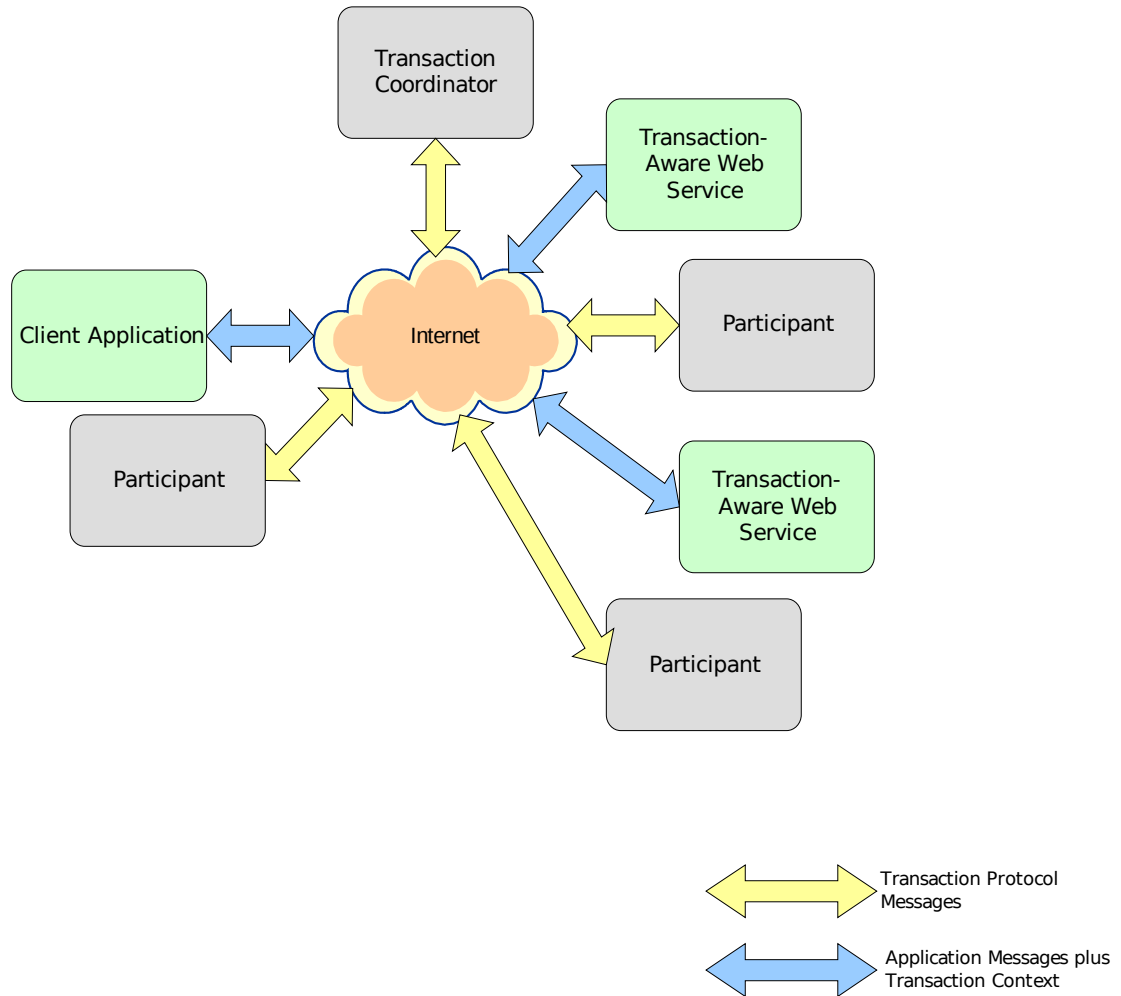 Transaction
Coordinator
Transaction-
Aware Web
Service
Client Application
Internet
Participant
Participant
Transaction-
Aware Web
Service
Participant
Transaction Protocol
Messages
Application Messages plus
Transaction Context